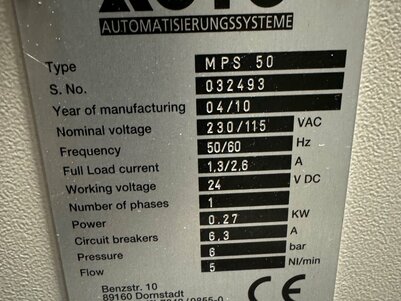 AUTOMATISIERUNGSSYSTEME
Type MPS 50
S. No. 032493
Year of manufacturing 04/10
Nominal voltage 230/115 VAC
Frequency 50/60 Hz
Full Load current 1,3/2,6 A
Working voltage 24 V DC
Number of phases 1
Power 0.27 KW
Circuit breakers 6.3 A
Pressure 6 bar
Flow 5 Nl/min
Benzstr. 10
89160 Dornstadt
CE